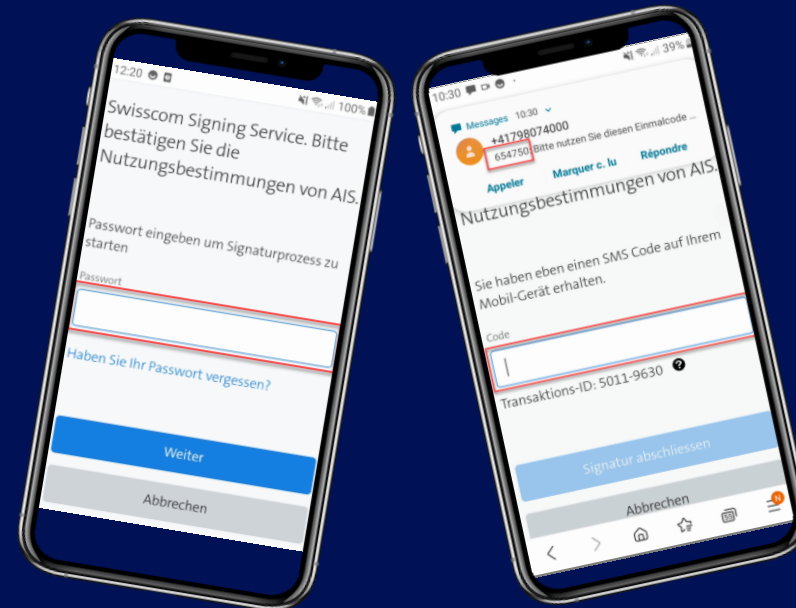 12:20
100%
Swisscom Signing Service. Bitte
bestätigen Sie die
Nutzungsbestimmungen von AIS.
Passwort eingeben um Signaturprozess zu
starten
Passwort
Haben Sie Ihr Passwort vergessen?
Weiter
Abbrechen
10:30
39%
Messages 10:30
+41798074000
654750. Bitte nutzen Sie diesen Einmalcode ...
Appeler Marquer c. lu Répondre
Nutzungsbestimmungen von AIS.
Sie haben eben einen SMS Code auf Ihrem
Mobil-Gerät erhalten.
Code
Transaktions-ID: 5011-9630 ?
Signatur abschliessen
Abbrechen
N